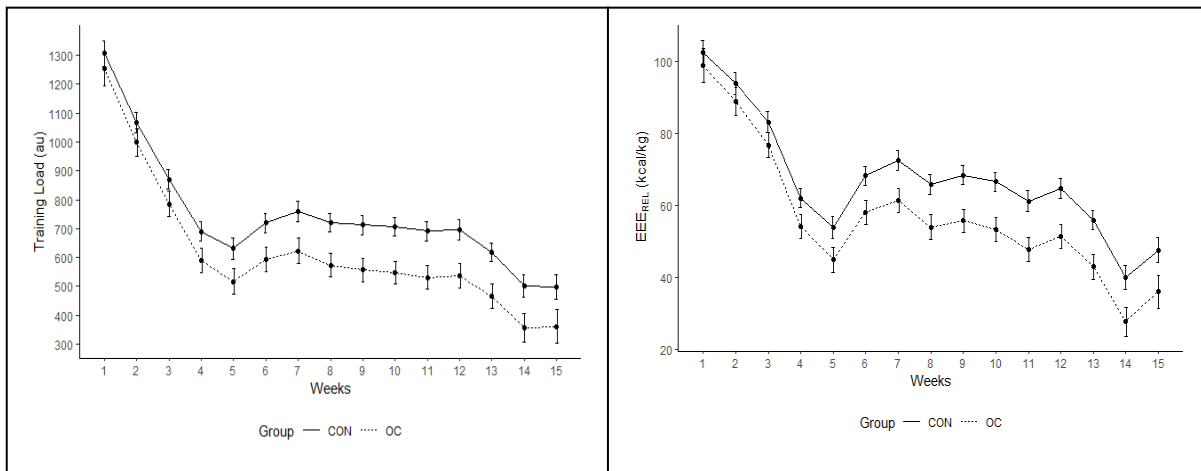 Training Load (au)
1300
1200
1100
1000
900
800
700
600
500
400
300
1 2 3 4 5 6 7 8 9 10 11 12 13 14 15
Weeks
Group CON OC
EEE_REL (kcal/kg)
100
80
60
40
20
1 2 3 4 5 6 7 8 9 10 11 12 13 14 15
Weeks
Group CON OC